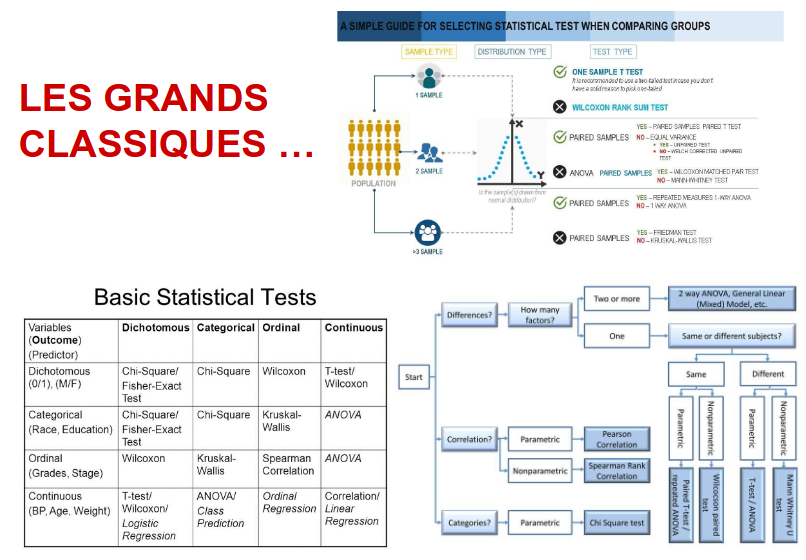 LES GRANDS
CLASSIQUES …
A SIMPLE GUIDE FOR SELECTING STATISTICAL TEST WHEN COMPARING GROUPS
SAMPLE TYPE
DISTRIBUTION TYPE
TEST TYPE
1 SAMPLE
POPULATION
2 SAMPLE
>3 SAMPLE
X
Y
Is the sample(s) drawn from
normal distribution?
ONE SAMPLE T TEST
It is recommended to use a two-tailed test in case you don't
have a solid reason to pick one-tailed
WILCOXON RANK SUM TEST
PAIRED SAMPLES
YES – PAIRED SAMPLES PAIRED T TEST
NO – EQUAL VARIANCE
YES – UNPAIRED TEST
NO – WELCH CORRECTED UNPAIRED
TEST
ANOVA PAIRED SAMPLES
YES – WILCOXON MATCHED PAIR TEST
NO – MANN-WHITNEY TEST
PAIRED SAMPLES
YES – REPEATED MEASURES 1-WAY ANOVA
NO – 1 WAY ANOVA
PAIRED SAMPLES
YES – FRIEDMAN TEST
NO – KRUSKAL-WALLIS TEST
Basic Statistical Tests
Variables Dichotomous Categorical Ordinal Continuous
(Outcome)
(Predictor)
Dichotomous Chi-Square/ Chi-Square Wilcoxon T-test/
(0/1), (M/F) Fisher-Exact Wilcoxon
Test
Categorical Chi-Square/ Chi-Square Kruskal- ANOVA
(Race, Education) Fisher-Exact Wallis
Test
Ordinal Wilcoxon Kruskal- Spearman ANOVA
(Grades, Stage) Wallis Correlation
Continuous T-test/ ANOVA/ Ordinal Correlation/
(BP, Age, Weight) Wilcoxon/ Class Regression Linear
Logistic Prediction Regression
Regression
Start
Differences?
How many
factors?
Two or more
2 way ANOVA, General Linear
(Mixed) Model, etc.
One
Same or different subjects?
Same
Different
Parametric
Nonparametric
Parametric
Nonparametric
Paired T-test /
repeated ANOVA
Wilcocson paired
test
T-test / ANOVA
Mann Whitney U
test
Correlation?
Parametric
Pearson
Correlation
Nonparametric
Spearman Rank
Correlation
Categories?
Parametric
Chi Square test